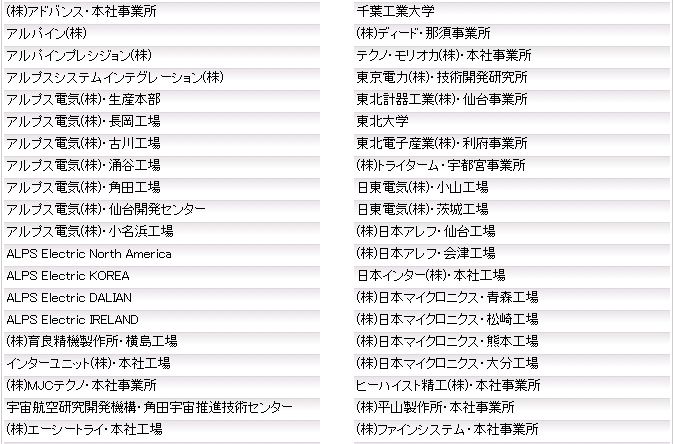 (株)アドバンス・本社事業所
アルパイン(株)
アルパインプレシジョン(株)
アルプスシステムインテグレーション(株)
アルプス電気(株)・生産本部
アルプス電気(株)・長岡工場
アルプス電気(株)・古川工場
アルプス電気(株)・涌谷工場
アルプス電気(株)・角田工場
アルプス電気(株)・仙台開発センター
アルプス電気(株)・小名浜工場
ALPS Electric North America
ALPS Electric KOREA
ALPS Electric DALIAN
ALPS Electric IRELAND
(株)育良精機製作所・横島工場
インターユニット(株)・本社工場
(株)MJCテクノ・本社事業所
宇宙航空研究開発機構・角田宇宙推進技術センター
(株)エーシートライ・本社工場
千葉工業大学
(株)ディード・那須事業所
テクノ・モリオカ(株)・本社事業所
東京電力(株)・技術開発研究所
東北計器工業(株)・仙台事業所
東北大学
東北電子産業(株)・利府事業所
(株)トライターム・宇都宮事業所
日東電気(株)・小山工場
日東電気(株)・茨城工場
(株)日本アレフ・仙台工場
(株)日本アレフ・会津工場
日本インター(株)・本社工場
(株)日本マイクロニクス・青森工場
(株)日本マイクロニクス・松崎工場
(株)日本マイクロニクス・熊本工場
(株)日本マイクロニクス・大分工場
ヒーハイスト精工(株)・本社工場
(株)平山製作所・本社工場
(株)ファインシステム・本社事業所